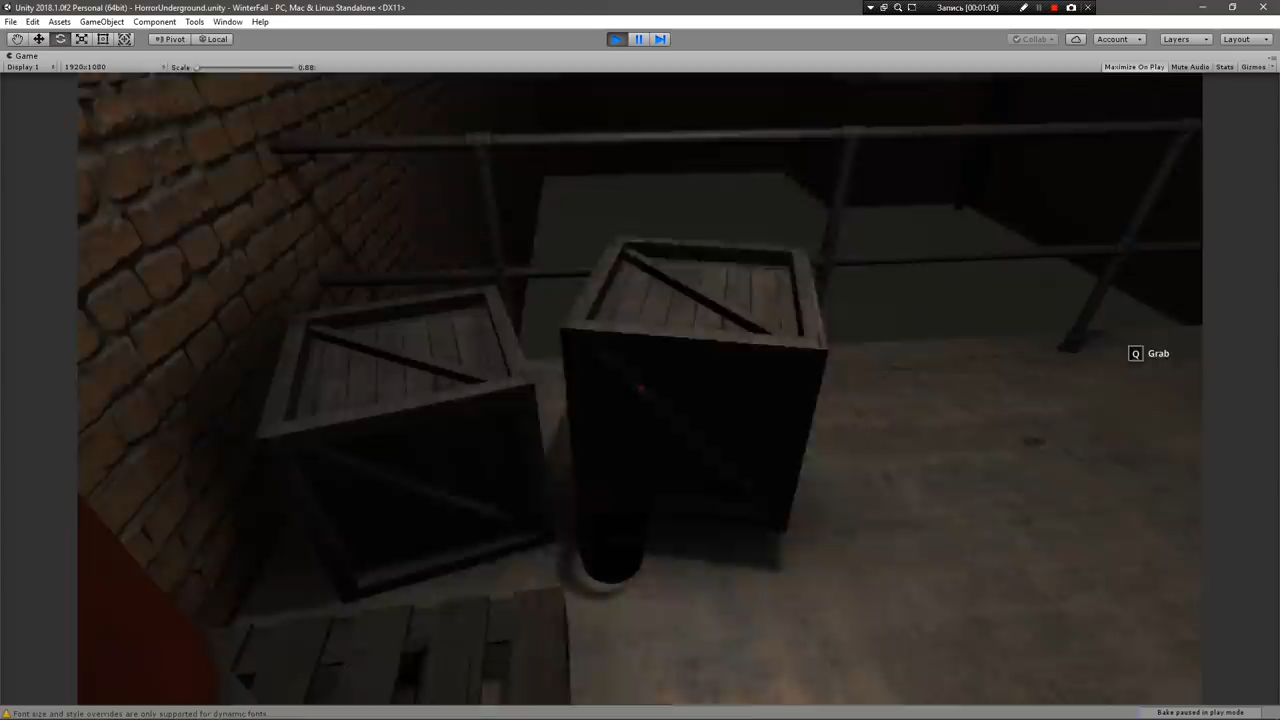 Unity 2018.1.0f2 Personal (64bit) - HorrorUnderground.unity - WinterFall - PC, Mac & Linux Standalone <DX11>
Запись [00:01:00]
File Edit Assets GameObject Component Tools Window Help
Pivot Local Collab Account Layers Layout
Game
Display 1 1920x1080 Scale 0.88: Maximize On Play Mute Audio Stats Gizmos
Q Grab
Font size and style overrides are only supported for dynamic fonts.
Bake paused in play mode